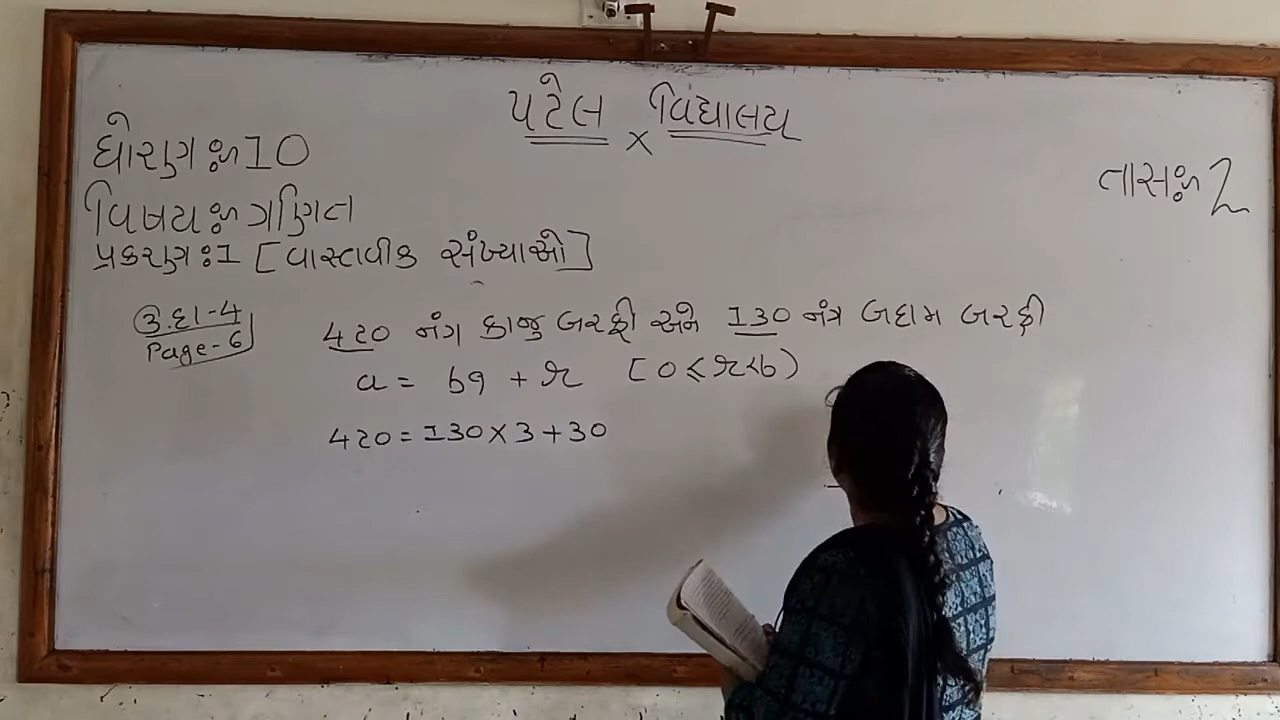 પટેલ x વિદ્યાલય
ધોરણ ઃ- 10
તાસ ઃ- 2
વિષય ઃ- ગણિત
પ્રકરણ : 1 [વાસ્તવીક સંખ્યાઓ]
ઉ.દા-4
Page-6
420 નંગ કાજુ બરફી અને 130 નંગ બદામ બરફી
a = bq + r [0 ≤ r < b)
420 = 130 × 3 + 30